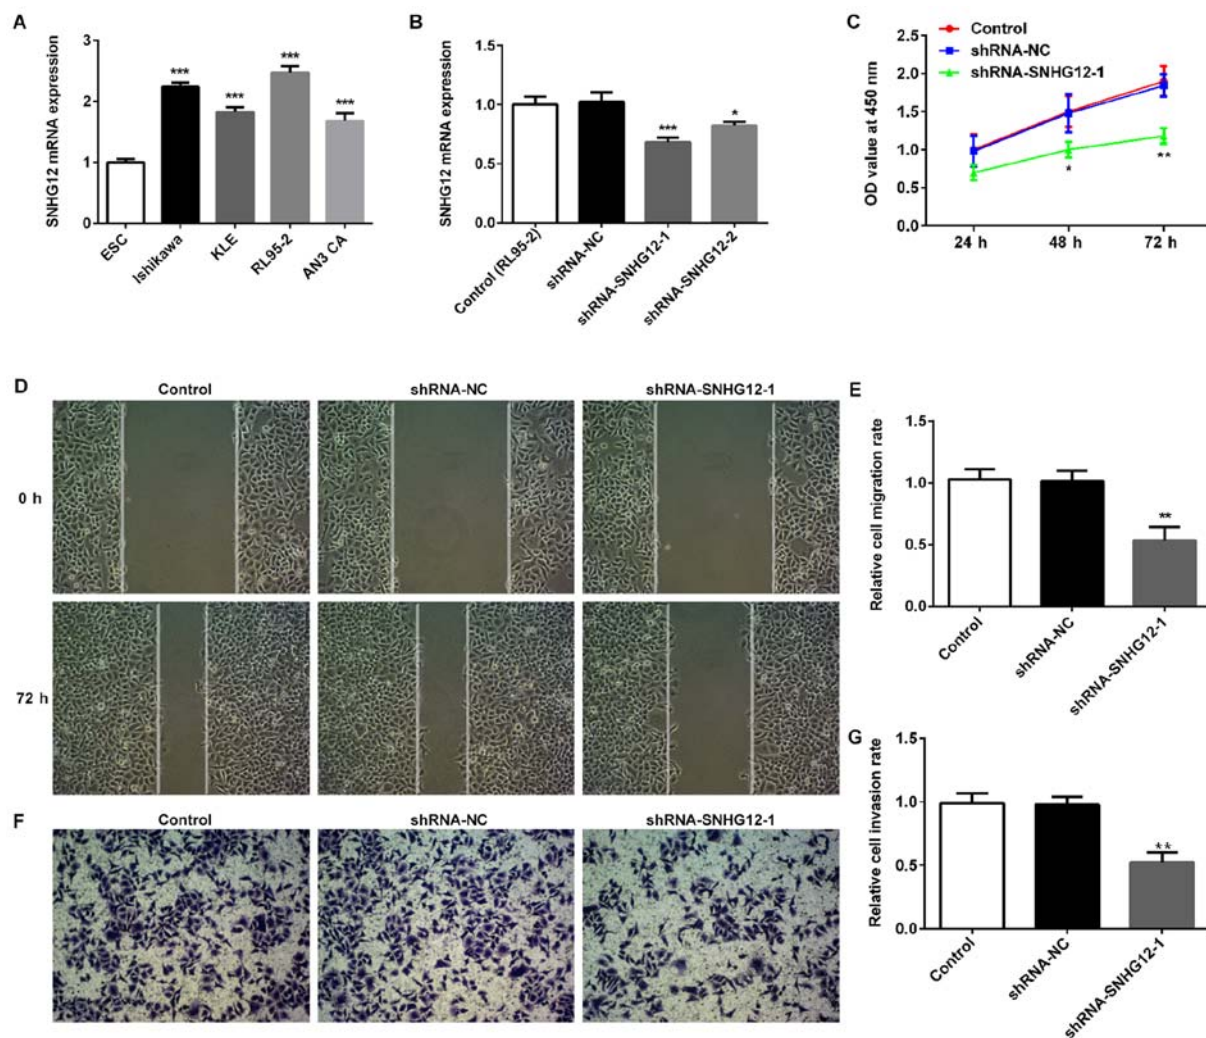 A
SNHG12 mRNA expression
3
2
1
0
***
***
***
***
ESC
Ishikawa
KLE
RL95-2
AN3 CA
B
SNHG12 mRNA expression
1.5
1.0
0.5
0.0
***
*
Control (RL95-2)
shRNA-NC
shRNA-SNHG12-1
shRNA-SNHG12-2
C
Control
shRNA-NC
shRNA-SNHG12-1
OD value at 450 nm
2.5
2.0
1.5
1.0
0.5
0.0
*
**
24 h
48 h
72 h
D
Control
shRNA-NC
shRNA-SNHG12-1
0 h
72 h
E
Relative cell migration rate
1.5
1.0
0.5
0.0
**
Control
shRNA-NC
shRNA-SNHG12-1
F
Control
shRNA-NC
shRNA-SNHG12-1
G
Relative cell invasion rate
1.5
1.0
0.5
0.0
**
Control
shRNA-NC
shRNA-SNHG12-1